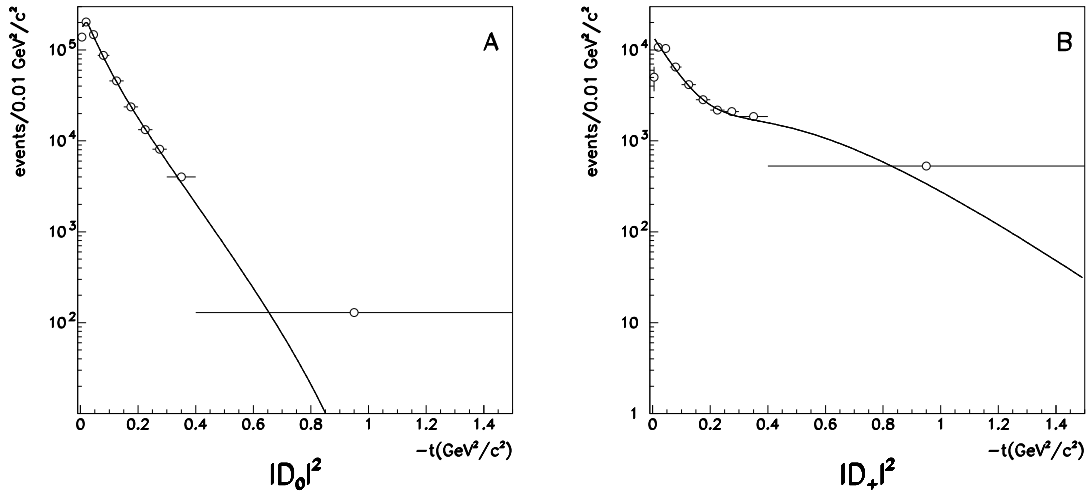 events/0.01 GeV²/c²
A
10⁵
10⁴
10³
10²
0 0.2 0.4 0.6 0.8 1 1.2 1.4
−t(GeV²/c²)
|D₀|²
events/0.01 GeV²/c²
B
10⁴
10³
10²
10
1
0 0.2 0.4 0.6 0.8 1 1.2 1.4
−t(GeV²/c²)
|D₊|²